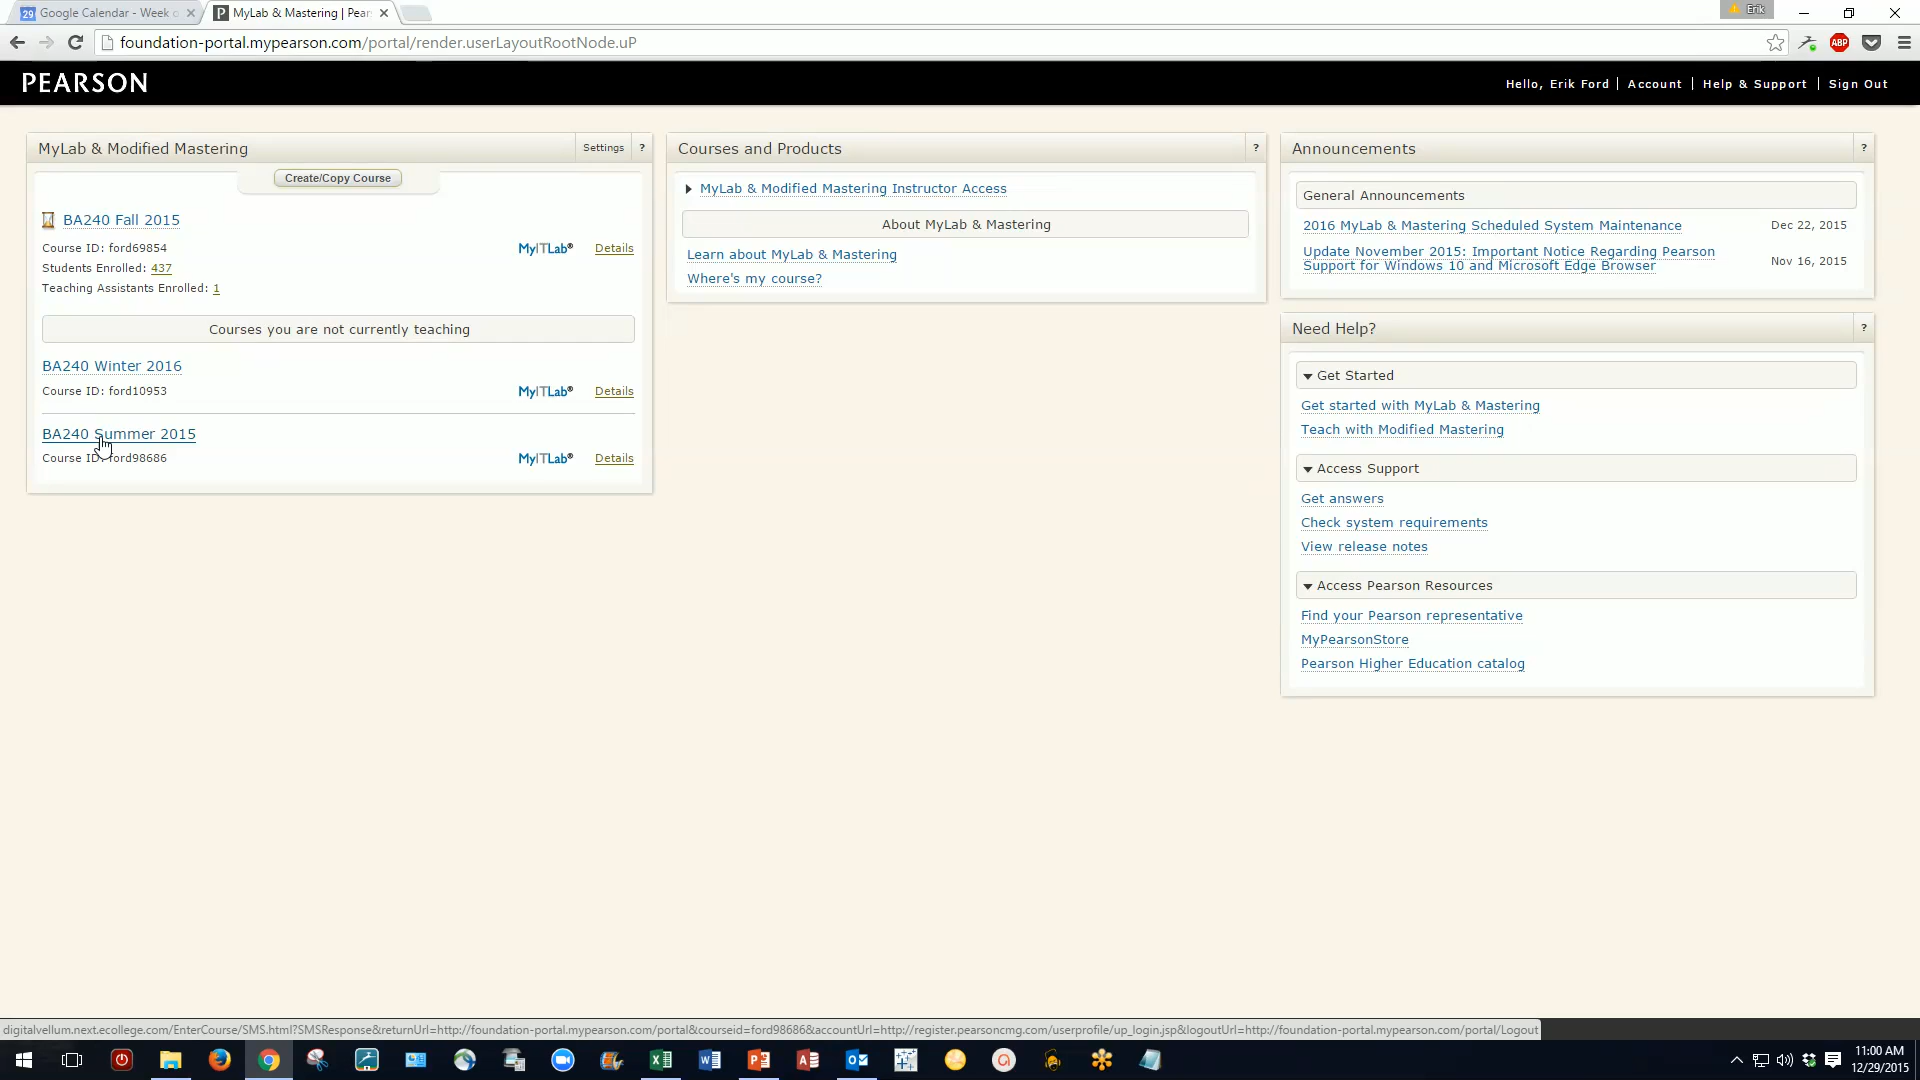 29 Google Calendar - Week o
P MyLab & Mastering | Pear
Erik
foundation-portal.mypearson.com/portal/render.userLayoutRootNode.uP
ABP
PEARSON
Hello, Erik Ford | Account | Help & Support | Sign Out
MyLab & Modified Mastering
Settings ?
Create/Copy Course
BA240 Fall 2015
Course ID: ford69854 MyITLab® Details
Students Enrolled: 437
Teaching Assistants Enrolled: 1
Courses you are not currently teaching
BA240 Winter 2016
Course ID: ford10953 MyITLab® Details
BA240 Summer 2015
Course ID: ford98686 MyITLab® Details
Courses and Products ?
MyLab & Modified Mastering Instructor Access
About MyLab & Mastering
Learn about MyLab & Mastering
Where's my course?
Announcements ?
General Announcements
2016 MyLab & Mastering Scheduled System Maintenance Dec 22, 2015
Update November 2015: Important Notice Regarding Pearson
Support for Windows 10 and Microsoft Edge Browser Nov 16, 2015
Need Help? ?
Get Started
Get started with MyLab & Mastering
Teach with Modified Mastering
Access Support
Get answers
Check system requirements
View release notes
Access Pearson Resources
Find your Pearson representative
MyPearsonStore
Pearson Higher Education catalog
digitalvellum.next.ecollege.com/EnterCourse/SMS.html?SMSResponse&returnUrl=http://foundation-portal.mypearson.com/portal&courseid=ford98686&accountUrl=http://register.pearsoncmg.com/userprofile/up_login.jsp&logoutUrl=http://foundation-portal.mypearson.com/portal/Logout
11:00 AM
12/29/2015